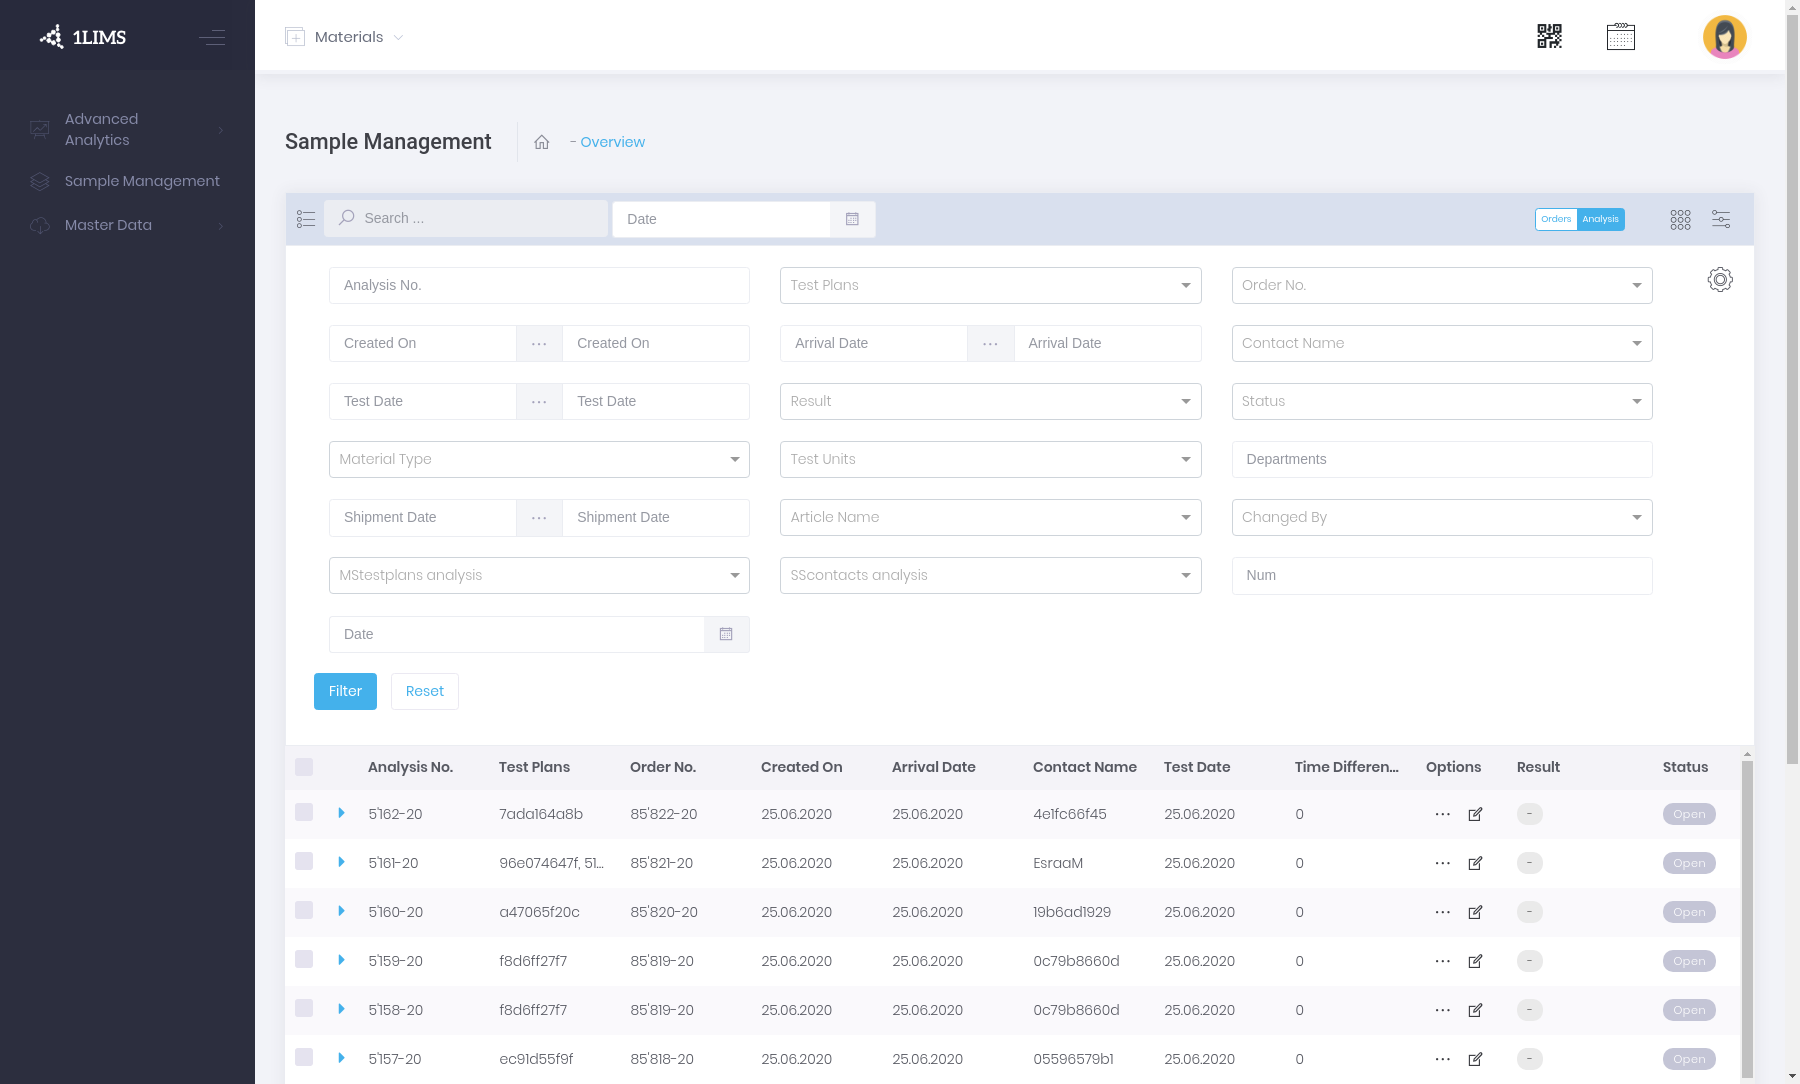 1LIMS
Materials
Advanced
Analytics
Sample Management
Master Data
Sample Management
- Overview
Search ...
Date
Orders
Analysis
Analysis No.
Test Plans
Order No.
Created On
...
Created On
Arrival Date
...
Arrival Date
Contact Name
Test Date
...
Test Date
Result
Status
Material Type
Test Units
Departments
Shipment Date
...
Shipment Date
Article Name
Changed By
MStestplans analysis
SScontacts analysis
Num
Date
Filter
Reset
Analysis No. Test Plans Order No. Created On Arrival Date Contact Name Test Date Time Differen... Options Result Status
5'162-20 7ada164a8b 85'822-20 25.06.2020 25.06.2020 4e1fc66f45 25.06.2020 0 ... - Open
5'161-20 96e074647f, 51... 85'821-20 25.06.2020 25.06.2020 EsraaM 25.06.2020 0 ... - Open
5'160-20 a47065f20c 85'820-20 25.06.2020 25.06.2020 19b6ad1929 25.06.2020 0 ... - Open
5'159-20 f8d6ff27f7 85'819-20 25.06.2020 25.06.2020 0c79b8660d 25.06.2020 0 ... - Open
5'158-20 f8d6ff27f7 85'819-20 25.06.2020 25.06.2020 0c79b8660d 25.06.2020 0 ... - Open
5'157-20 ec91d55f9f 85'818-20 25.06.2020 25.06.2020 05596579b1 25.06.2020 0 ... - Open